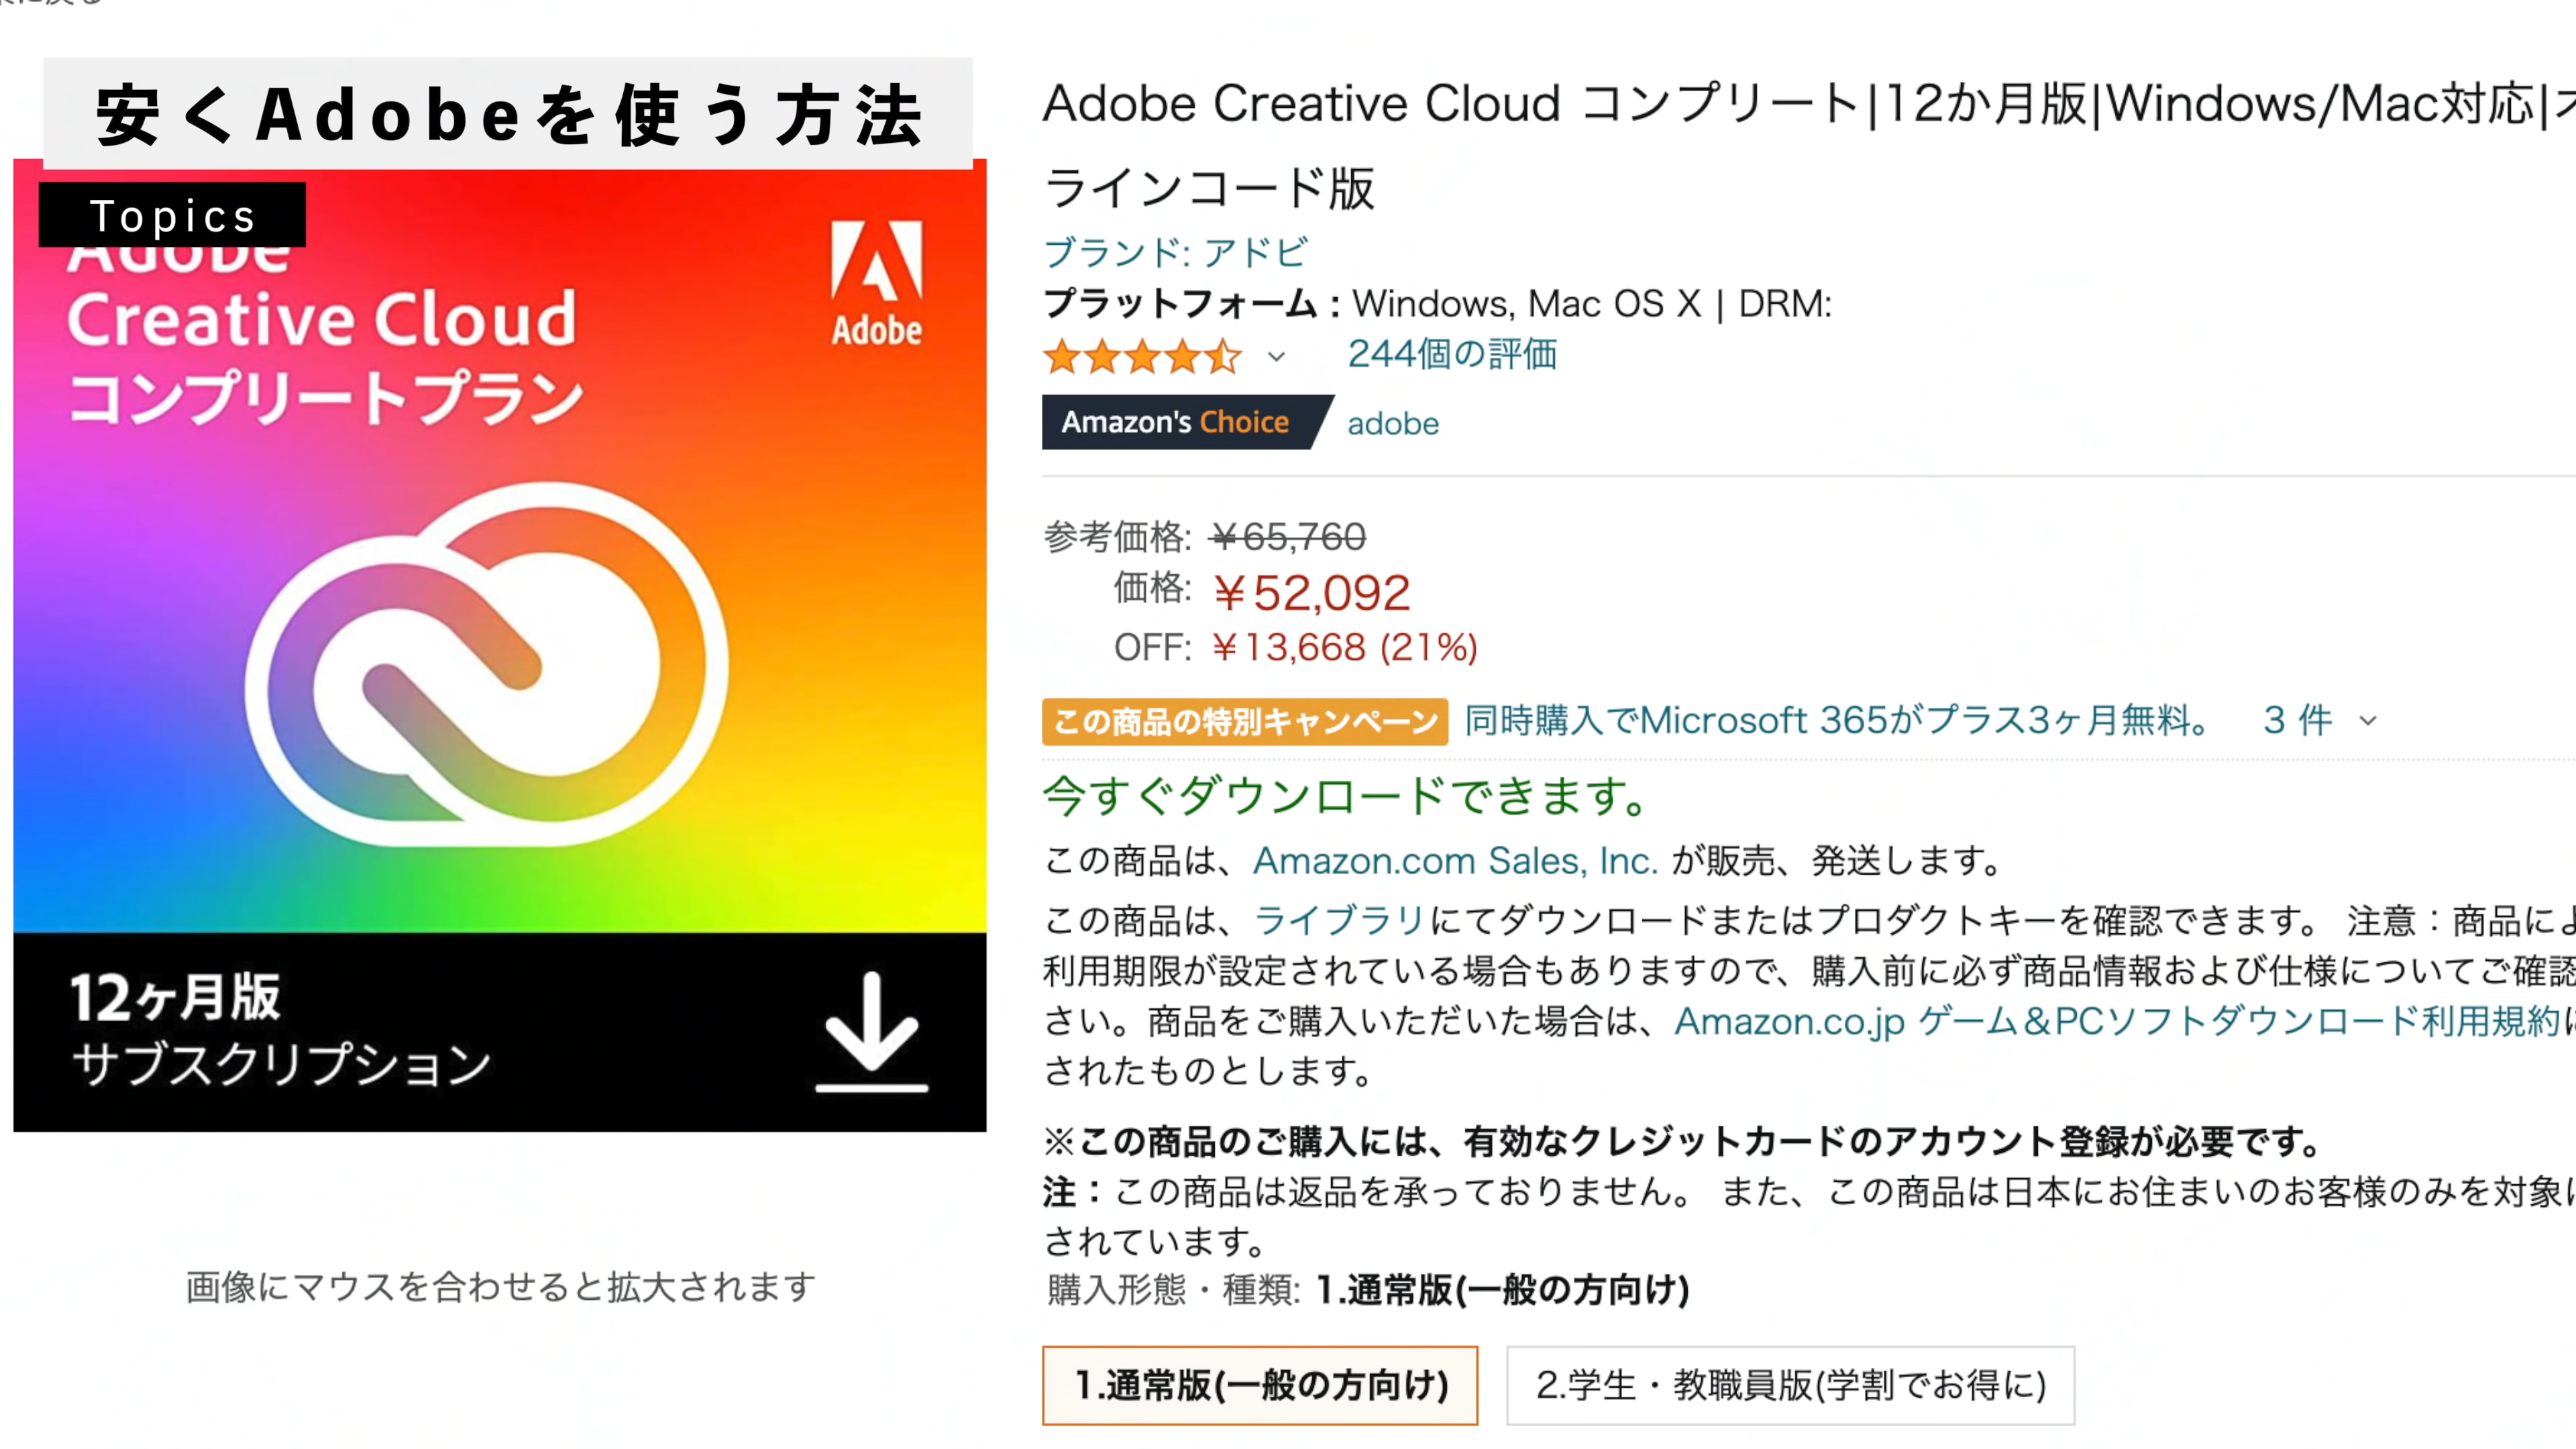 安くAdobeを使う方法
Topics
Adobe
Creative Cloud
コンプリートプラン
Adobe
12ヶ月版
サブスクリプション
画像にマウスを合わせると拡大されます
Adobe Creative Cloud コンプリート|12か月版|Windows/Mac対応|オ
ラインコード版
ブランド: アドビ
プラットフォーム : Windows, Mac OS X | DRM:
244個の評価
Amazon's Choice adobe
参考価格: ￥65,760
価格: ￥52,092
OFF: ￥13,668 (21%)
この商品の特別キャンペーン 同時購入でMicrosoft 365がプラス3ヶ月無料。 3 件
今すぐダウンロードできます。
この商品は、Amazon.com Sales, Inc. が販売、発送します。
この商品は、ライブラリにてダウンロードまたはプロダクトキーを確認できます。 注意：商品によ
利用期限が設定されている場合もありますので、購入前に必ず商品情報および仕様についてご確認
さい。商品をご購入いただいた場合は、Amazon.co.jp ゲーム＆PCソフトダウンロード利用規約に
されたものとします。
※この商品のご購入には、有効なクレジットカードのアカウント登録が必要です。
注：この商品は返品を承っておりません。 また、この商品は日本にお住まいのお客様のみを対象に
されています。
購入形態・種類: 1.通常版(一般の方向け)
1.通常版(一般の方向け) 2.学生・教職員版(学割でお得に)